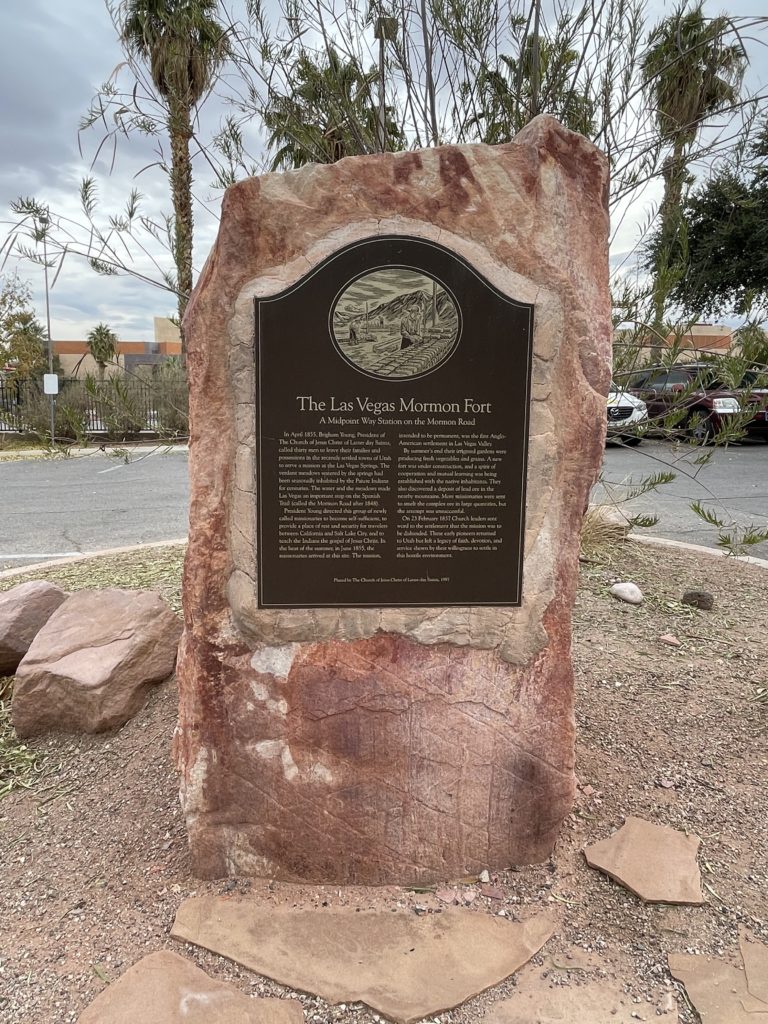 The Las Vegas Mormon Fort
A Midpoint Way Station on the Mormon Road
In April 1855, Brigham Young, President of
The Church of Jesus Christ of Latter-day Saints,
called thirty men to leave their families and
possessions in the recently settled towns of Utah
to serve a mission at the Las Vegas Springs. The
verdant meadows watered by the springs had
been seasonally inhabited by the Paiute Indians
for centuries. The water and the meadows made
Las Vegas an important stop on the Spanish
Trail (called the Mormon Road after 1848).
President Young directed this group of newly
called missionaries to become self-sufficient, to
provide a place of rest and security for travelers
between California and Salt Lake City, and to
teach the Indians the gospel of Jesus Christ. In
the heat of the summer, in June 1855, the
missionaries arrived at this site. The mission,
intended to be permanent, was the first Anglo-
American settlement in Las Vegas Valley.
By summer's end their irrigated gardens were
producing fresh vegetables and grains. A new
fort was under construction, and a spirit of
cooperation and mutual learning was being
established with the native inhabitants. They
also discovered a deposit of lead ore in the
nearby mountains. More missionaries were sent
to smelt the complex ore in large quantities, but
the attempt was unsuccessful.
On 23 February 1857 Church leaders sent
word to the settlement that the mission was to
be disbanded. These early pioneers returned
to Utah but left a legacy of faith, devotion, and
service shown by their willingness to settle in
this hostile environment.
Placed by The Church of Jesus Christ of Latter-day Saints, 1997